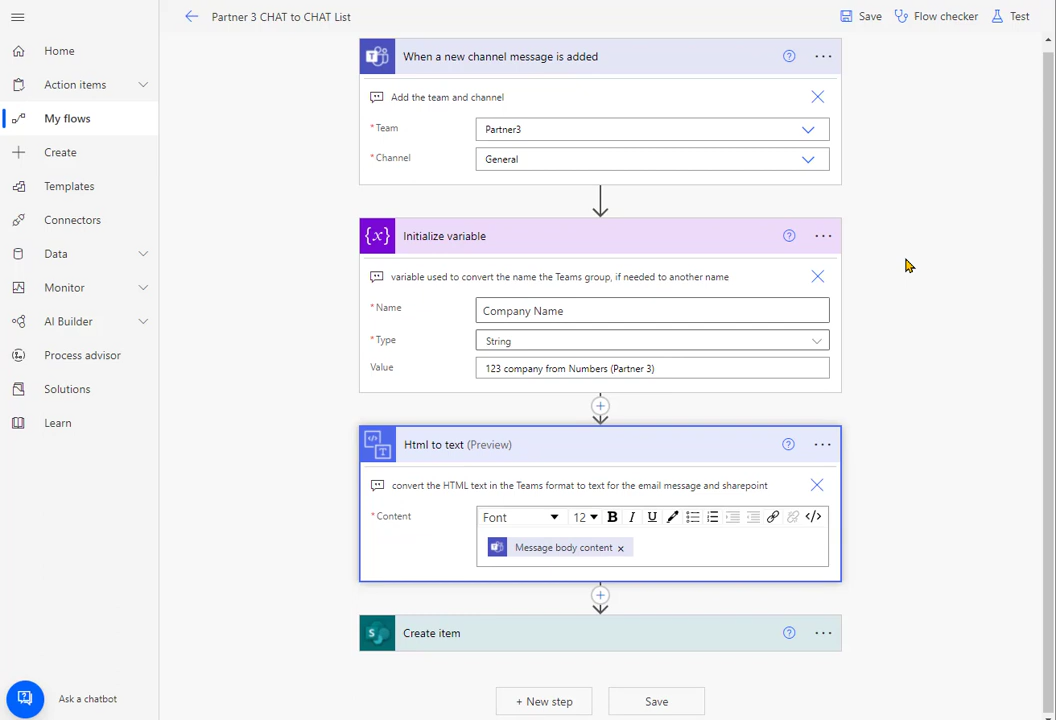 Partner 3 CHAT to CHAT List
Save
Flow checker
Test
Home
Action items
My flows
Create
Templates
Connectors
Data
Monitor
AI Builder
Process advisor
Solutions
Learn
Ask a chatbot
When a new channel message is added
Add the team and channel
* Team
Partner3
* Channel
General
{x} Initialize variable
variable used to convert the name the Teams group, if needed to another name
* Name
Company Name
* Type
String
Value
123 company from Numbers (Partner 3)
Html to text (Preview)
convert the HTML text in the Teams format to text for the email message and sharepoint
* Content
Font 12 B I U </>
Message body content ×
Create item
+ New step
Save